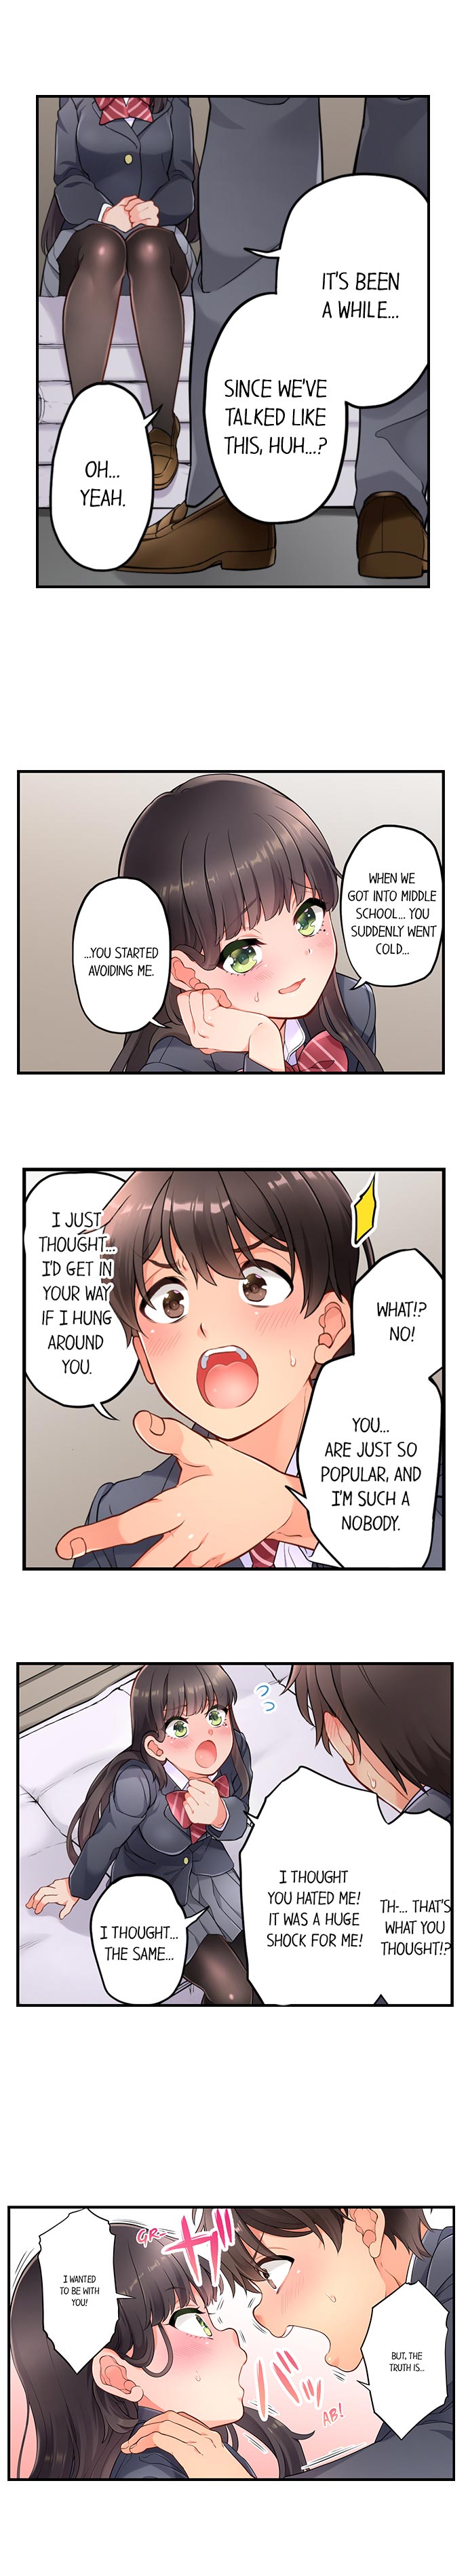 IT'S BEEN
A WHILE...
SINCE WE'VE
TALKED LIKE
THIS, HUH...?
OH...
YEAH.
WHEN WE
GOT INTO MIDDLE
SCHOOL... YOU
SUDDENLY WENT
COLD...
...YOU STARTED
AVOIDING ME.
WHAT!?
NO!
YOU...
ARE JUST SO
POPULAR, AND
I'M SUCH A
NOBODY.
I JUST
THOUGHT...
I'D GET IN
YOUR WAY
IF I HUNG
AROUND
YOU.
TH-... THAT'S
WHAT YOU
THOUGHT!?
I THOUGHT
YOU HATED ME!
IT WAS A HUGE
SHOCK FOR ME!
I THOUGHT...
THE SAME...
BUT, THE
TRUTH IS...
GR-
ガ
バッ
AB!
I WANTED
TO BE WITH
YOU!